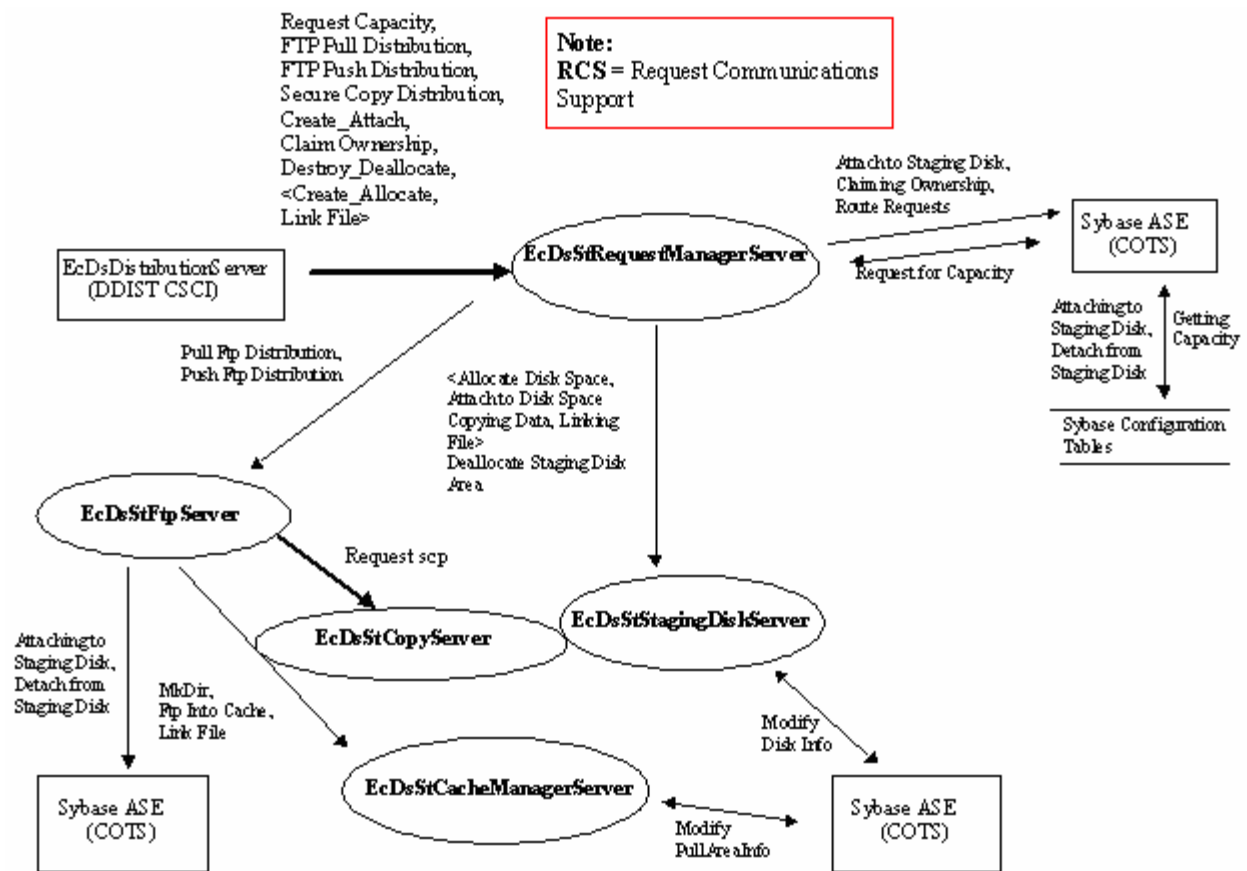 Request Capacity,
FTP Pull Distribution,
FTP Push Distribution,
Secure Copy Distribution,
Create_Attach,
Claim Ownership,
Destroy_Deallocate,
<Create_Allocate,
Link File>
Note:
RCS = Request Communications
Support
Attach to Staging Disk,
Claiming Ownership,
Route Requests
EcDsStRequestManagerServer
Sybase ASE
(COTS)
Request for Capacity
EcDsDistributionServer
(DDIST CSCI)
Attaching to
Staging Disk,
Detach from
Staging Disk
Getting
Capacity
Pull Ftp Distribution,
Push Ftp Distribution
<Allocate Disk Space,
Attach to Disk Space
Copying Data, Linking
File>
Deallocate Staging Disk
Area
Sybase Configuration
Tables
EcDsStFtpServer
Request scp
EcDsStCopyServer
EcDsStStagingDiskServer
Attaching to
Staging Disk,
Detach from
Staging Disk
MkDir,
Ftp Into Cache,
Link File
Modify
Disk Info
EcDsStCacheManagerServer
Sybase ASE
(COTS)
Modify
PullAreaInfo
Sybase ASE
(COTS)